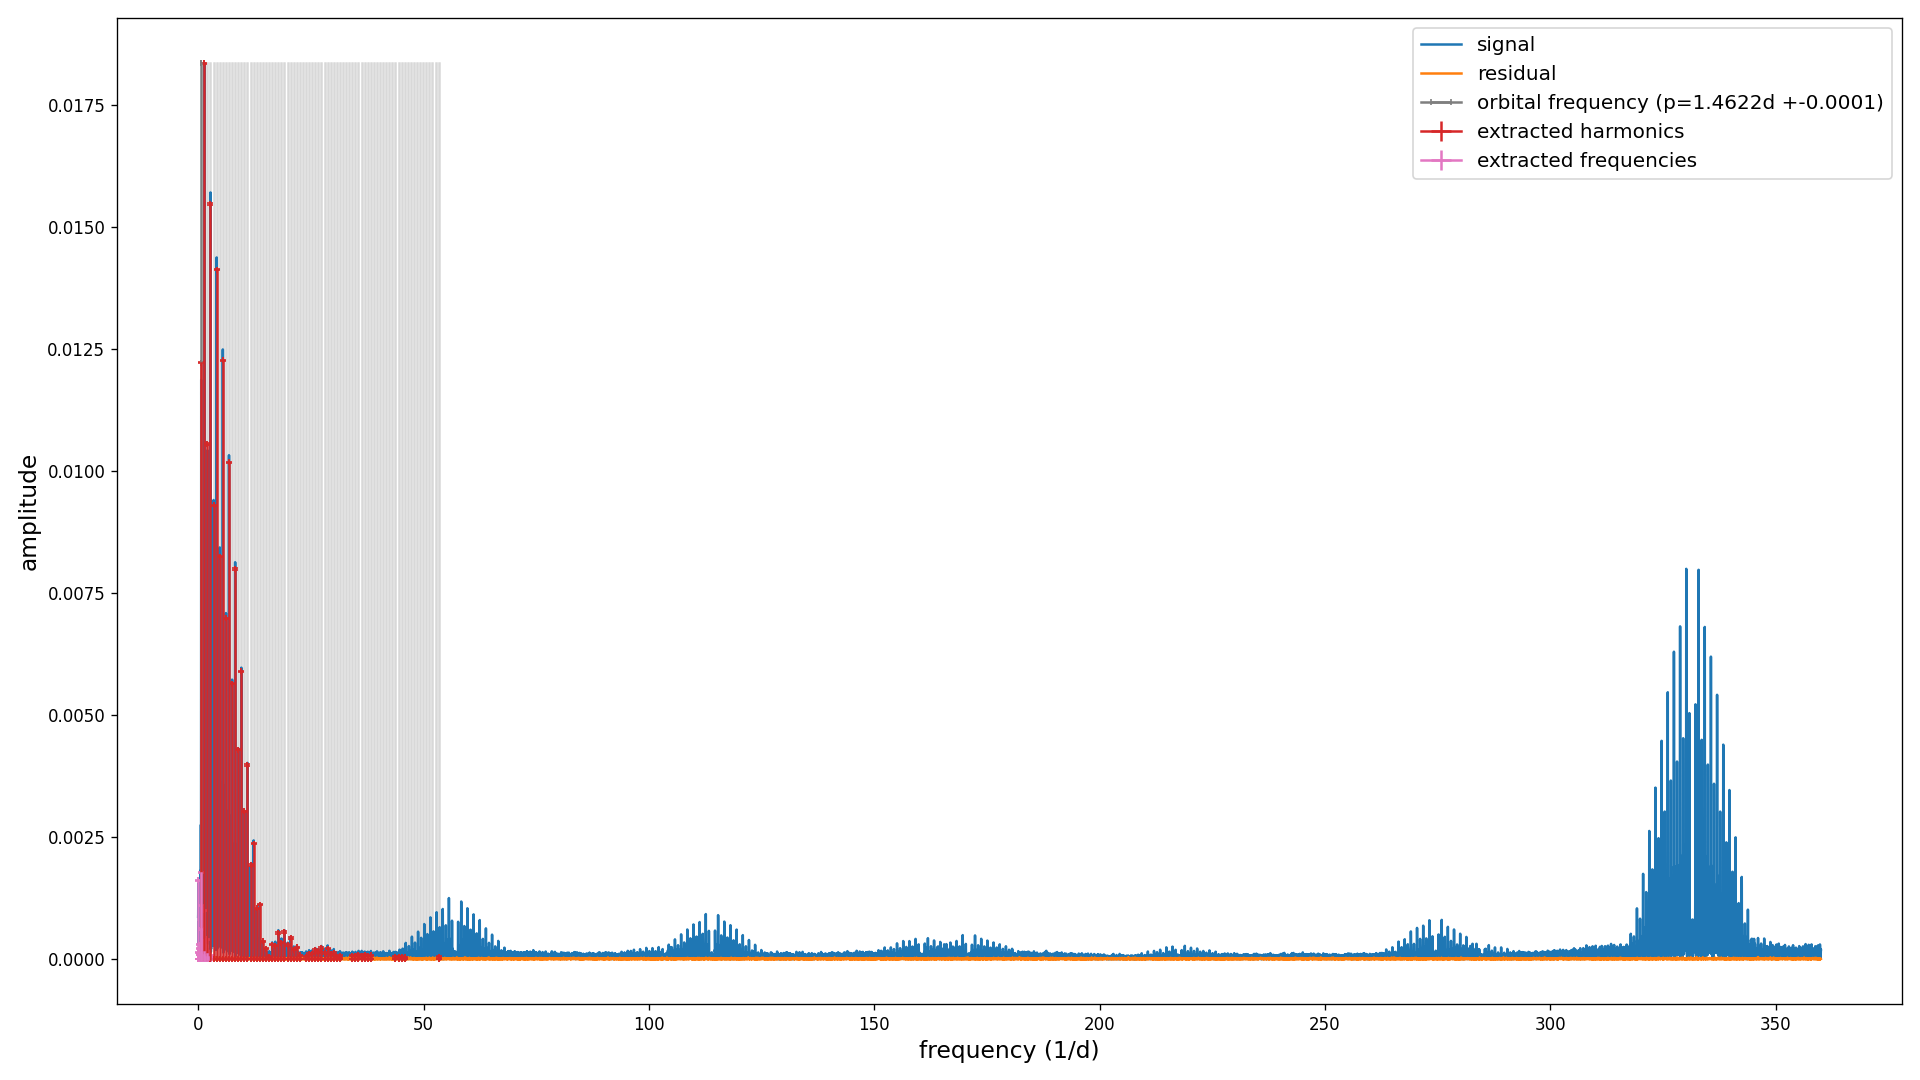 signal
residual
orbital frequency (p=1.4622d +-0.0001)
extracted harmonics
extracted frequencies
0.0175
0.0150
0.0125
0.0100
0.0075
0.0050
0.0025
0.0000
amplitude
0 50 100 150 200 250 300 350
frequency (1/d)